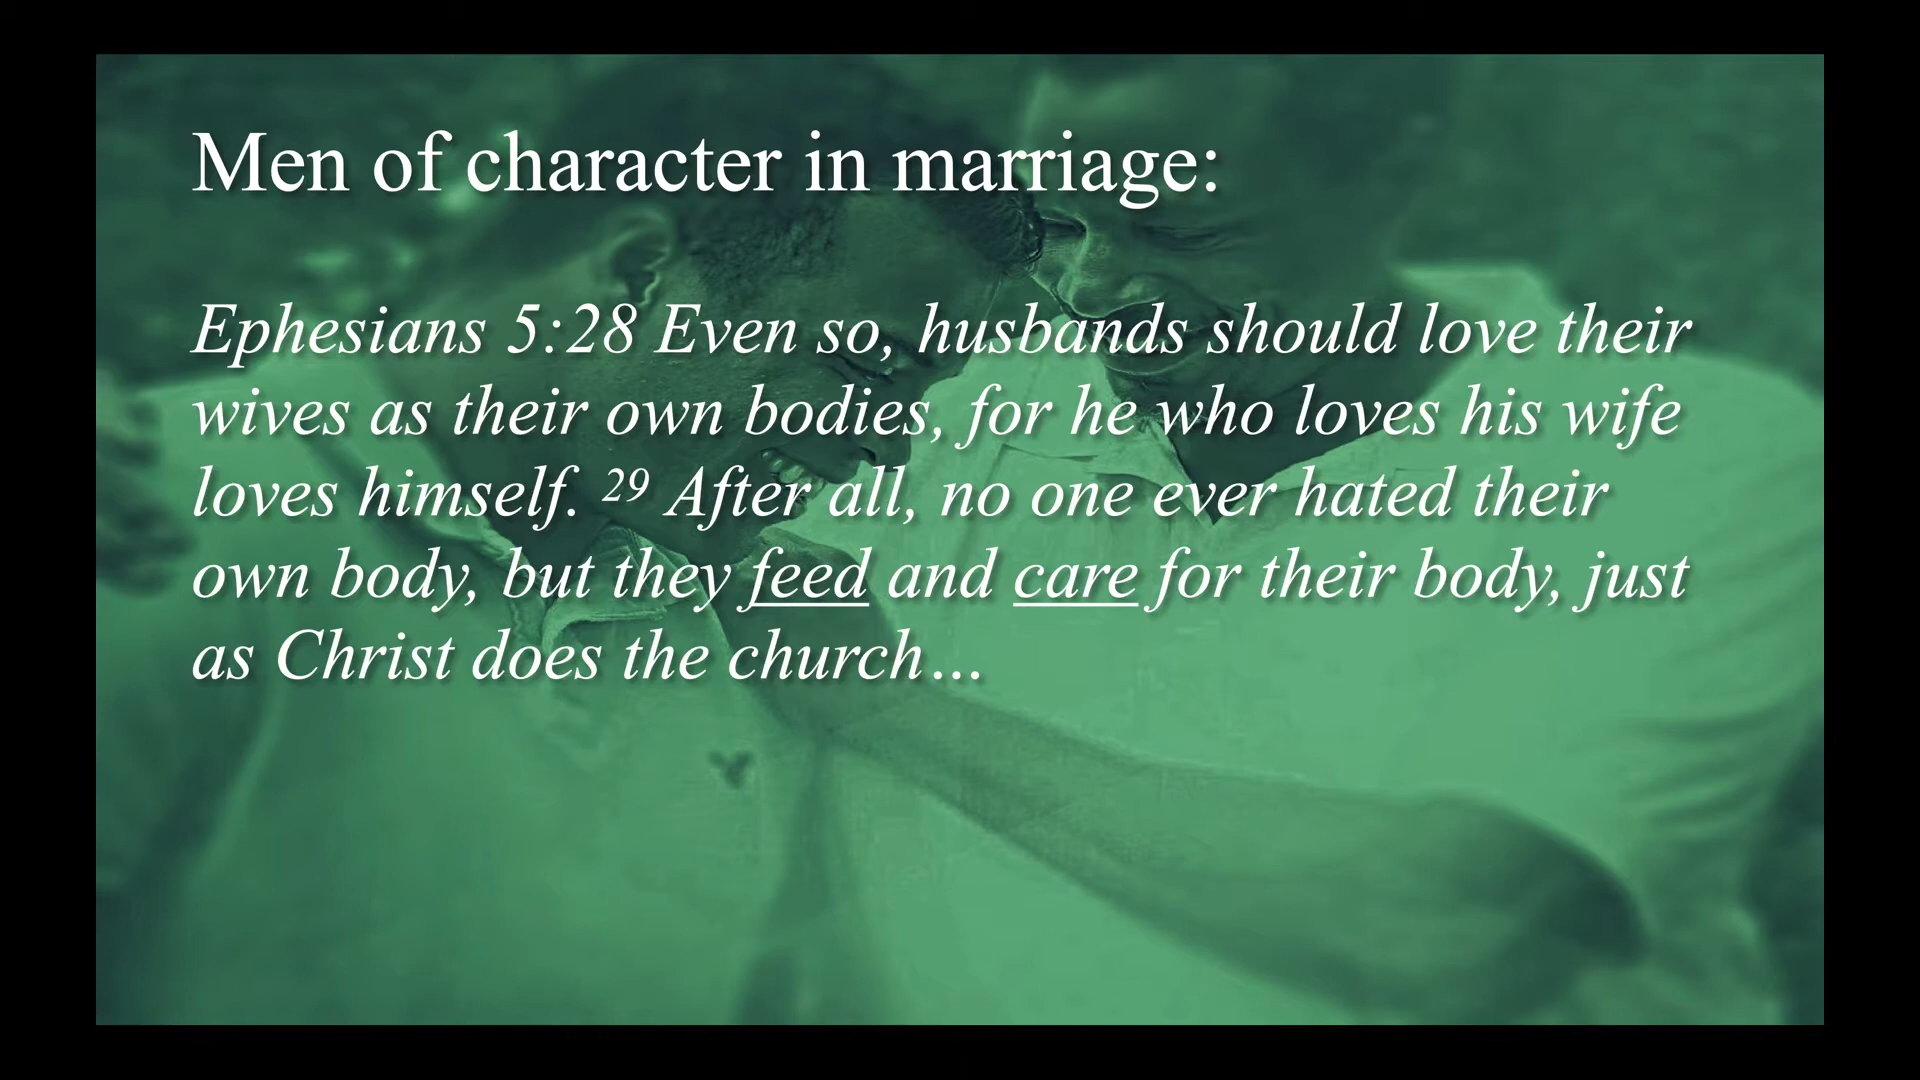 Men of character in marriage:
Ephesians 5:28 Even so, husbands should love their
wives as their own bodies, for he who loves his wife
loves himself. 29 After all, no one ever hated their
own body, but they feed and care for their body, just
as Christ does the church…